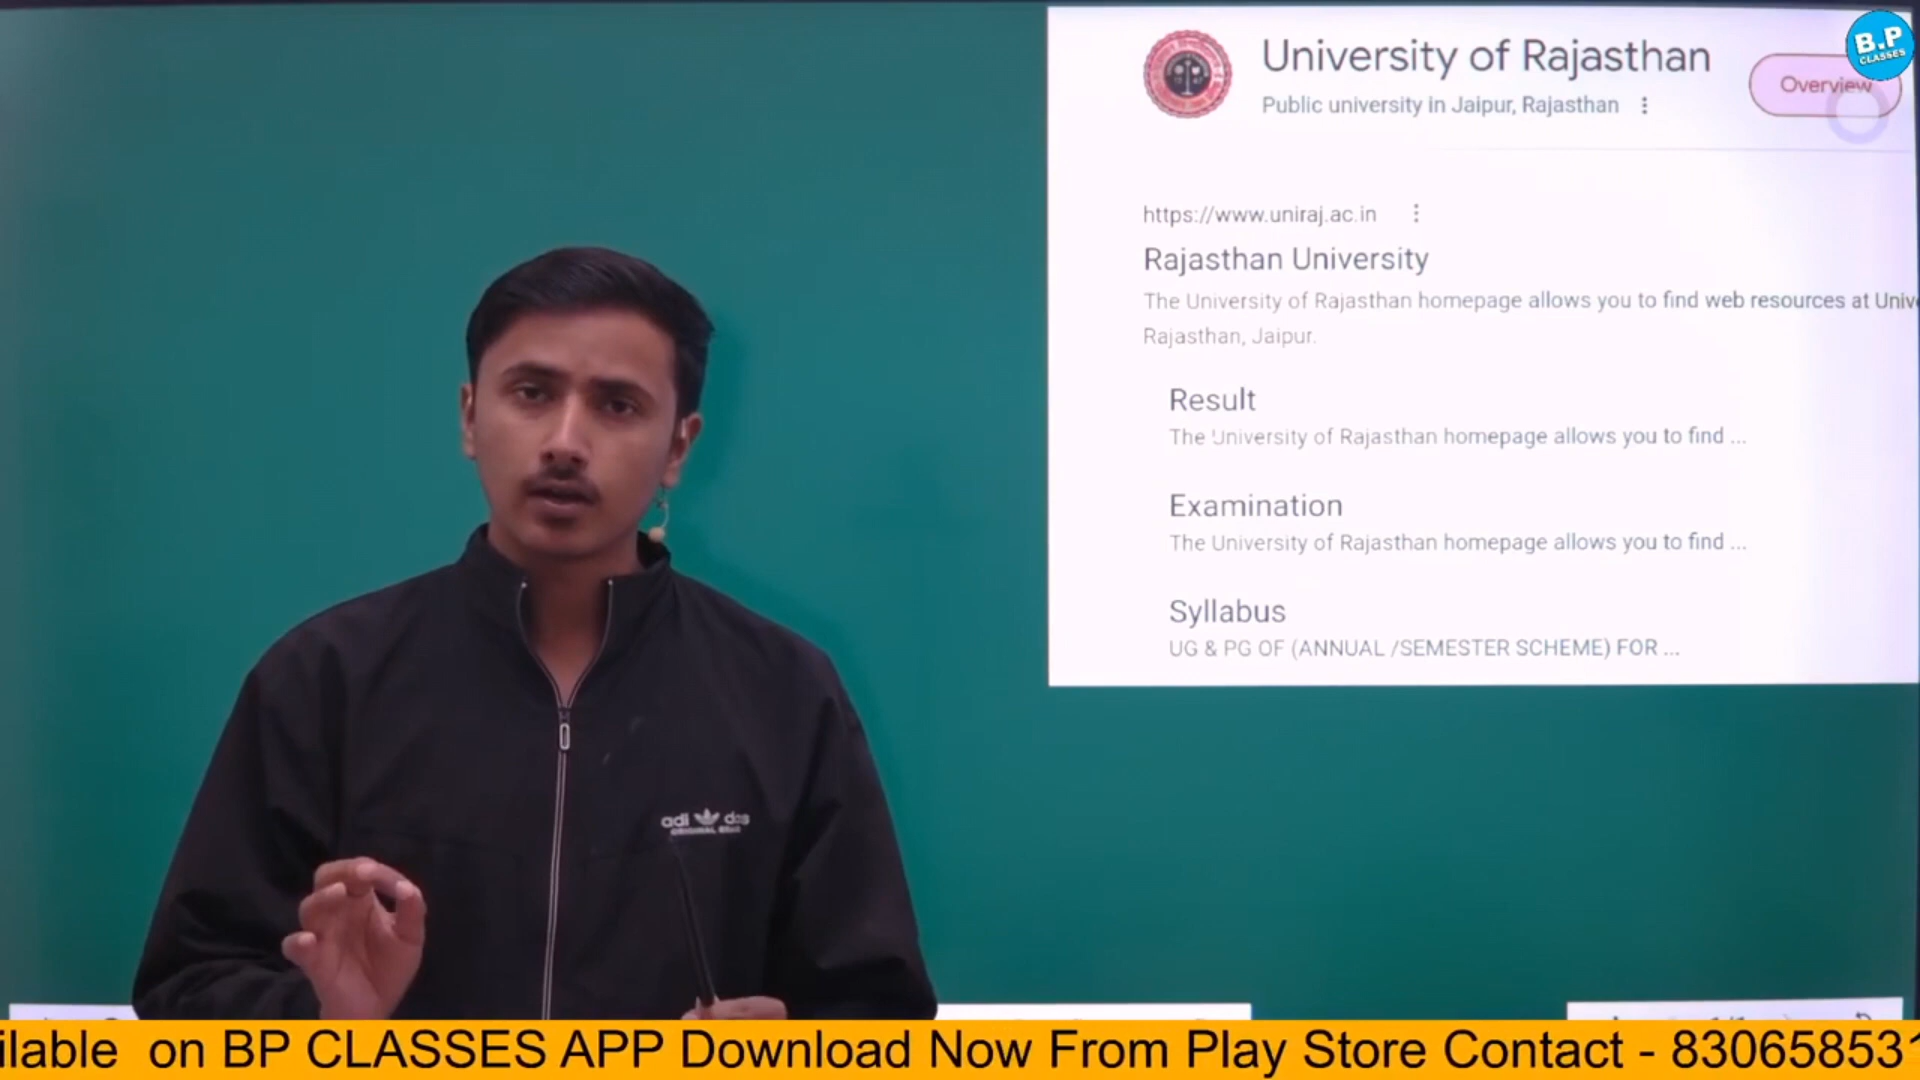 University of Rajasthan
Public university in Jaipur, Rajasthan
Overview
B.P
CLASSES
https://www.uniraj.ac.in
Rajasthan University
The University of Rajasthan homepage allows you to find web resources at Unive
Rajasthan, Jaipur.
Result
The University of Rajasthan homepage allows you to find ...
Examination
The University of Rajasthan homepage allows you to find ...
Syllabus
UG & PG OF (ANNUAL /SEMESTER SCHEME) FOR ...
adidas
ilable on BP CLASSES APP Download Now From Play Store Contact - 830658531